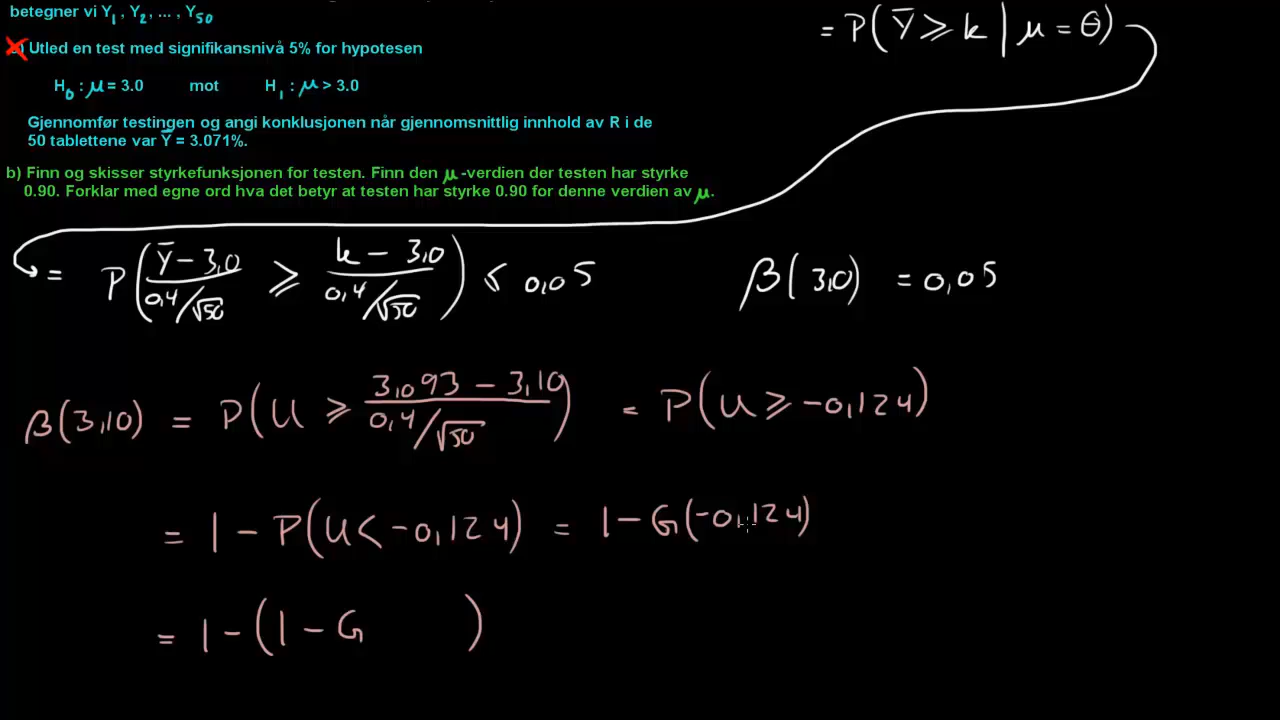 betegner vi Y1, Y2, ... , Y50
= P(Ȳ ≥ k | μ = θ)
Utled en test med signifikansnivå 5% for hypotesen
H0 : μ = 3.0 mot H1 : μ > 3.0
Gjennomfør testingen og angi konklusjonen når gjennomsnittlig innhold av R i de
50 tablettene var Ȳ = 3.071%.
b) Finn og skisser styrkefunksjonen for testen. Finn den μ -verdien der testen har styrke
0.90. Forklar med egne ord hva det betyr at testen har styrke 0.90 for denne verdien av μ.
= P( (Ȳ - 3,0)/(0,4/√50) ≥ (k - 3,0)/(0,4/√50) ) ≤ 0,05 β(3,0) = 0,05
β(3,10) = P( U ≥ (3,093 - 3,10)/(0,4/√50) ) = P( U ≥ -0,124)
= 1 - P( U < -0,124) = 1 - G(-0,124)
= 1 - (1 - G )